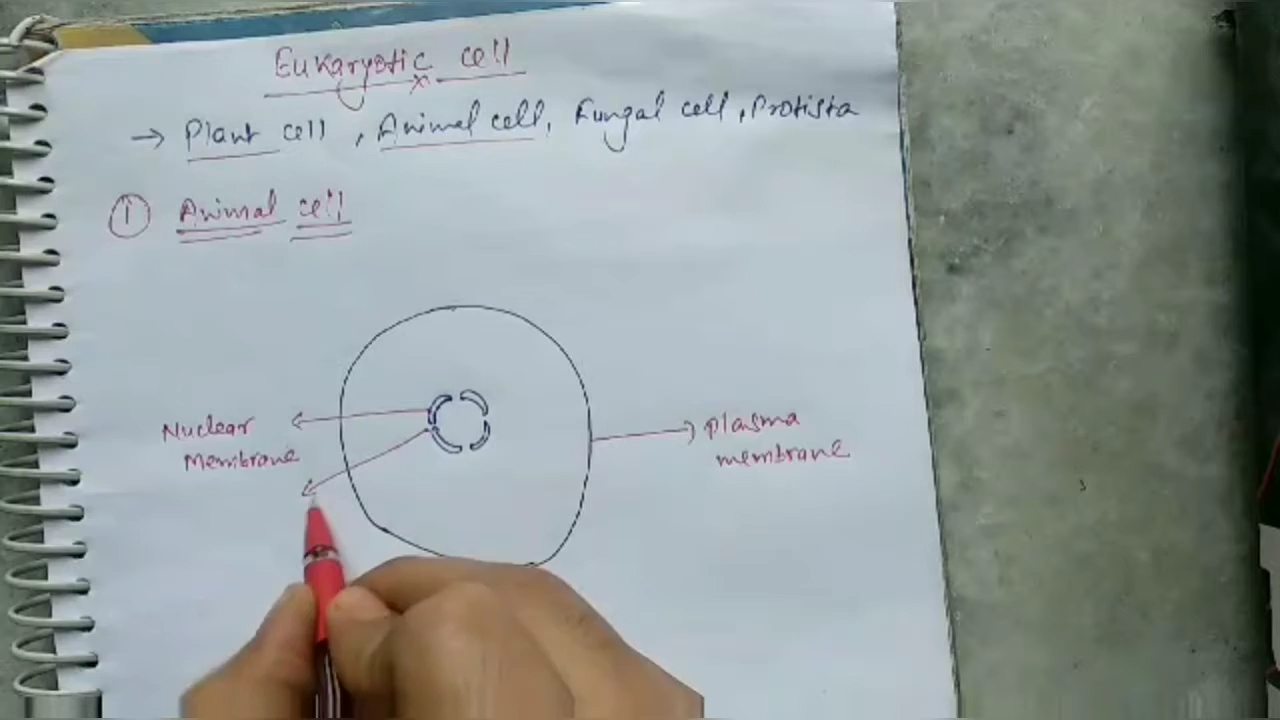 Eukaryotic cell
→ Plant cell, Animal cell, Fungal cell, Protista
① Animal cell
Nuclear
Membrane
plasma
membrane